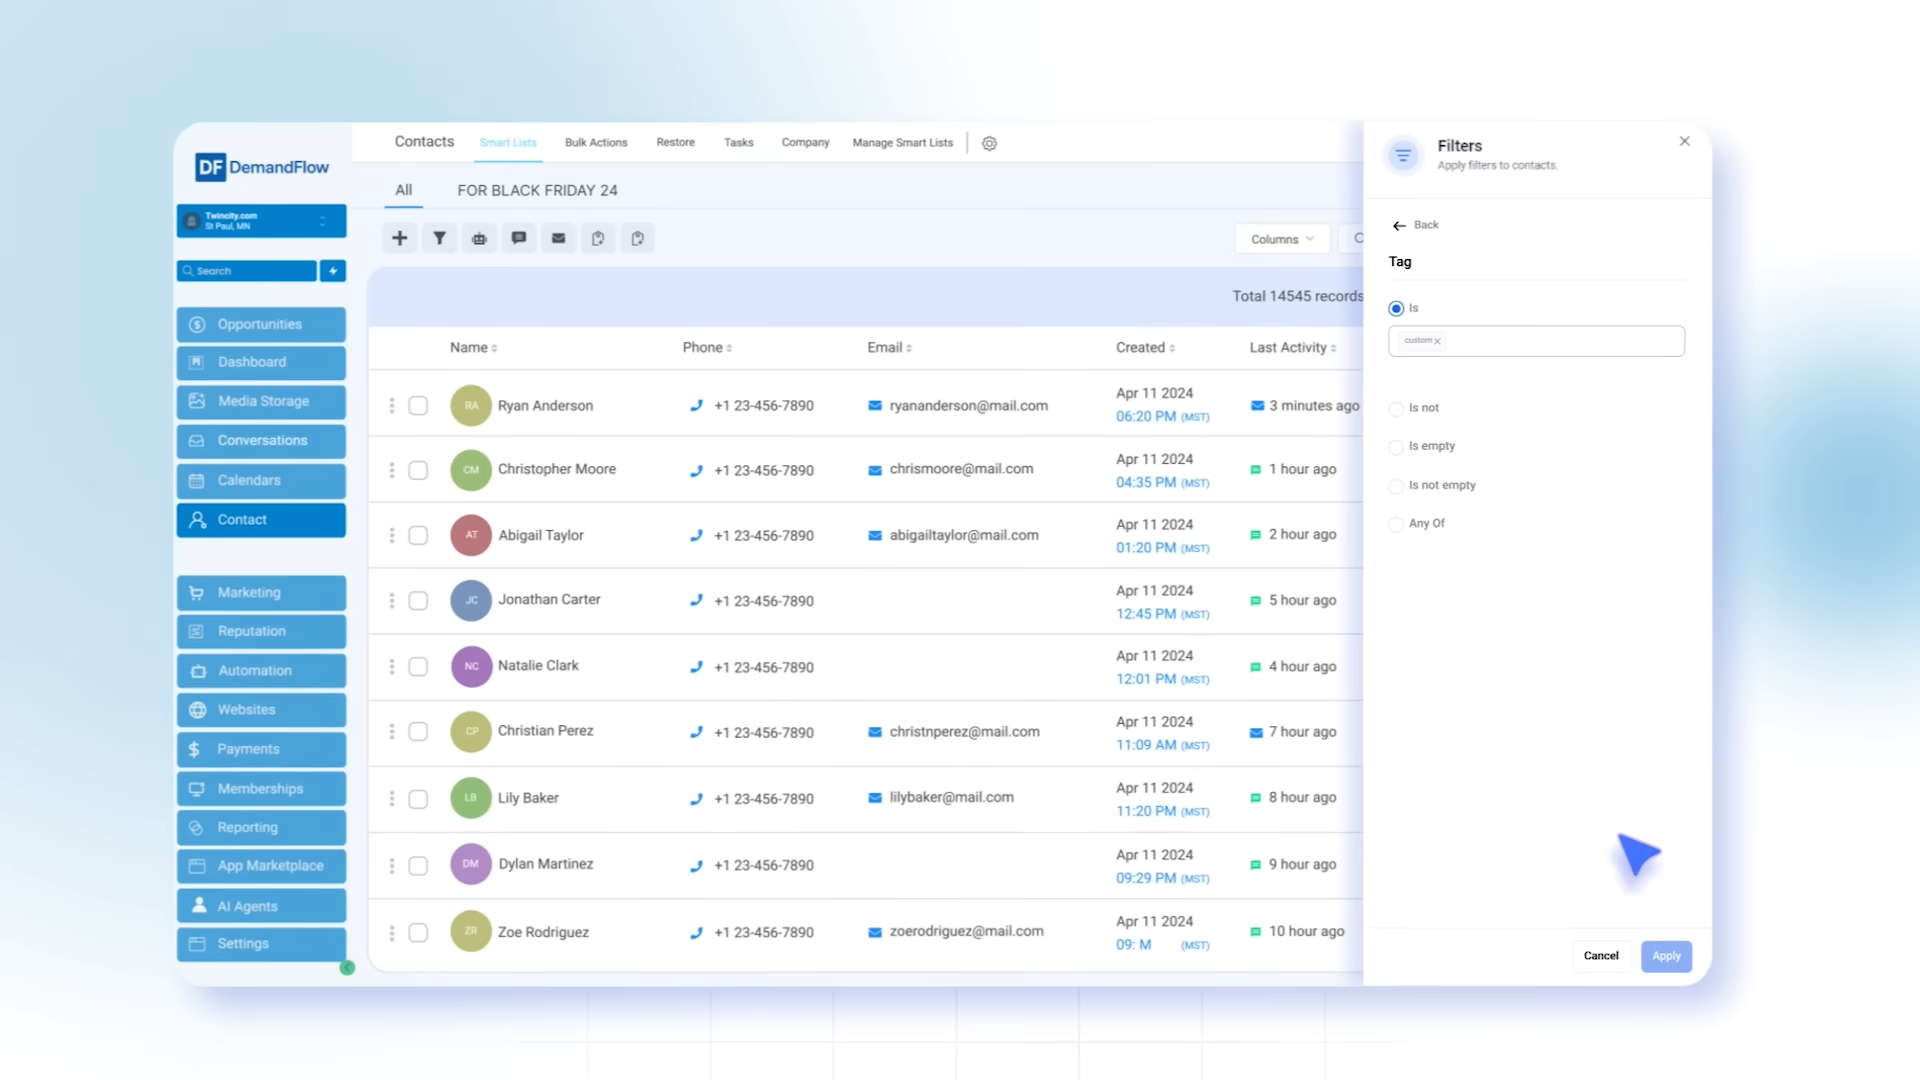 DF DemandFlow
Twincity.com
St Paul, MN
Search
Opportunities
Dashboard
Media Storage
Conversations
Calendars
Contact
Marketing
Reputation
Automation
Websites
Payments
Memberships
Reporting
App Marketplace
AI Agents
Settings
Contacts Smart Lists Bulk Actions Restore Tasks Company Manage Smart Lists
All FOR BLACK FRIDAY 24
Columns
Total 14545 records
Name Phone Email Created Last Activity
RA Ryan Anderson +1 23-456-7890 ryananderson@mail.com Apr 11 2024 3 minutes ago
06:20 PM (MST)
CM Christopher Moore +1 23-456-7890 chrismoore@mail.com Apr 11 2024 1 hour ago
04:35 PM (MST)
AT Abigail Taylor +1 23-456-7890 abigailtaylor@mail.com Apr 11 2024 2 hour ago
01:20 PM (MST)
JC Jonathan Carter +1 23-456-7890 Apr 11 2024 5 hour ago
12:45 PM (MST)
NC Natalie Clark +1 23-456-7890 Apr 11 2024 4 hour ago
12:01 PM (MST)
CP Christian Perez +1 23-456-7890 christnperez@mail.com Apr 11 2024 7 hour ago
11:09 AM (MST)
LB Lily Baker +1 23-456-7890 lilybaker@mail.com Apr 11 2024 8 hour ago
11:20 PM (MST)
DM Dylan Martinez +1 23-456-7890 Apr 11 2024 9 hour ago
09:29 PM (MST)
ZR Zoe Rodriguez +1 23-456-7890 zoerodriguez@mail.com Apr 11 2024 10 hour ago
09: M (MST)
Filters
Apply filters to contacts.
Back
Tag
Is
custom
Is not
Is empty
Is not empty
Any Of
Cancel Apply